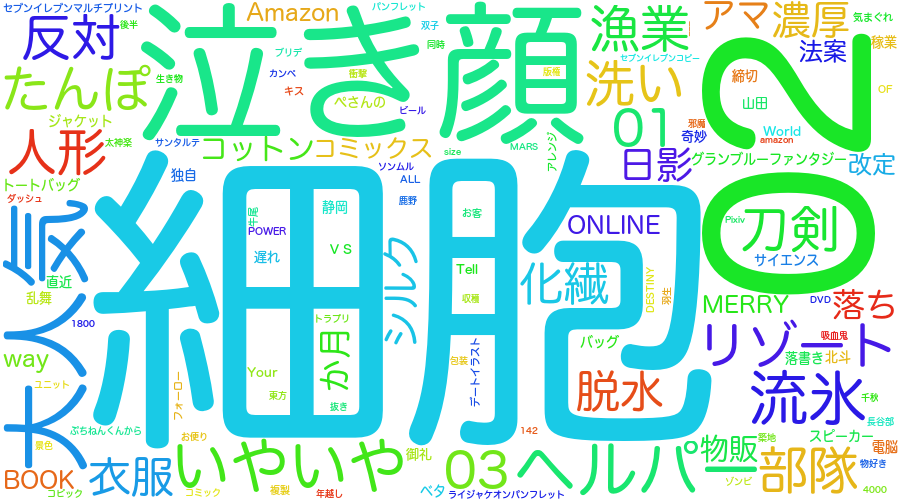 セブンイレブンマルチプリント
後半
反対
Amazon
パンフレット
双子
同時
気まぐれ
アマ
濃厚
稼業
法案
漁業
セブンイレブンコピー
泣き顔
たんぽ
ジャケット
生き物
プリデ
カンペ
衝撃
キス
ぺさんの
ビール
版権
洗い
締切
山田
OF
20
人形
太神楽
サンタルテ
コットン
コミックス
size
MARS
アレンジ
01
邪魔
奇妙
World
amazon
日影
グランブルーファンタジー
改定
トートバッグ
ダッシュ
独自
ソンムル
ALL
鹿野
細胞
大人気
牛尾
POWER
静岡
遅れ
VS
お客
Tell
収穫
ONLINE
Pixiv
刀剣
サイエンス
直近
乱舞
1800
シルク
化繊
DESTINY
弥生
MERRY
DVD
落ち
トラブリ
か月
way
バッグ
リゾート
吸血鬼
落書き
北斗
ユニット
フォーロー
Your
東方
抜き
包装
デートイラスト
脱水
流氷
千秋
長谷部
ぷちねんくんから
お便り
142
スピーカー
景色
いやいや
御礼
ヘルパー
物販
築地
電脳
物好き
BOOK
コピック
衣服
コミック
複製
年越し
03
ベタ
ライジャケオンパンフレット
ゾンビ
部隊
4000